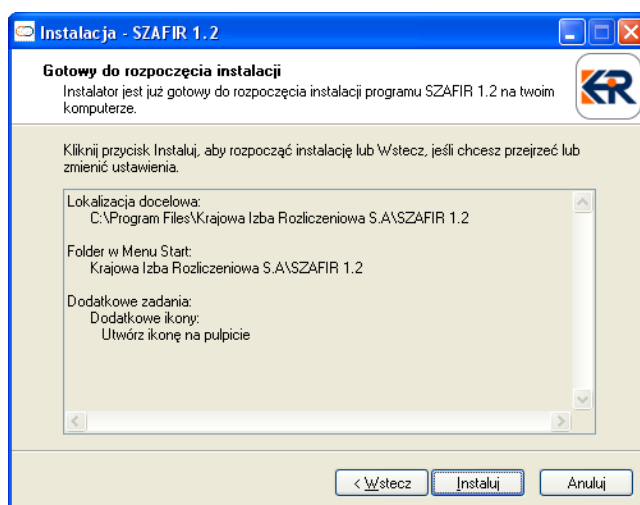 Instalacja - SZAFIR 1.2
Gotowy do rozpoczęcia instalacji
Instalator jest już gotowy do rozpoczęcia instalacji programu SZAFIR 1.2 na twoim
komputerze.
KIR
Kliknij przycisk Instaluj, aby rozpocząć instalację lub Wstecz, jeśli chcesz przejrzeć lub
zmienić ustawienia.
Lokalizacja docelowa:
C:\Program Files\Krajowa Izba Rozliczeniowa S.A\SZAFIR 1.2
Folder w Menu Start:
Krajowa Izba Rozliczeniowa S.A\SZAFIR 1.2
Dodatkowe zadania:
Dodatkowe ikony:
Utwórz ikonę na pulpicie
< Wstecz
Instaluj
Anuluj